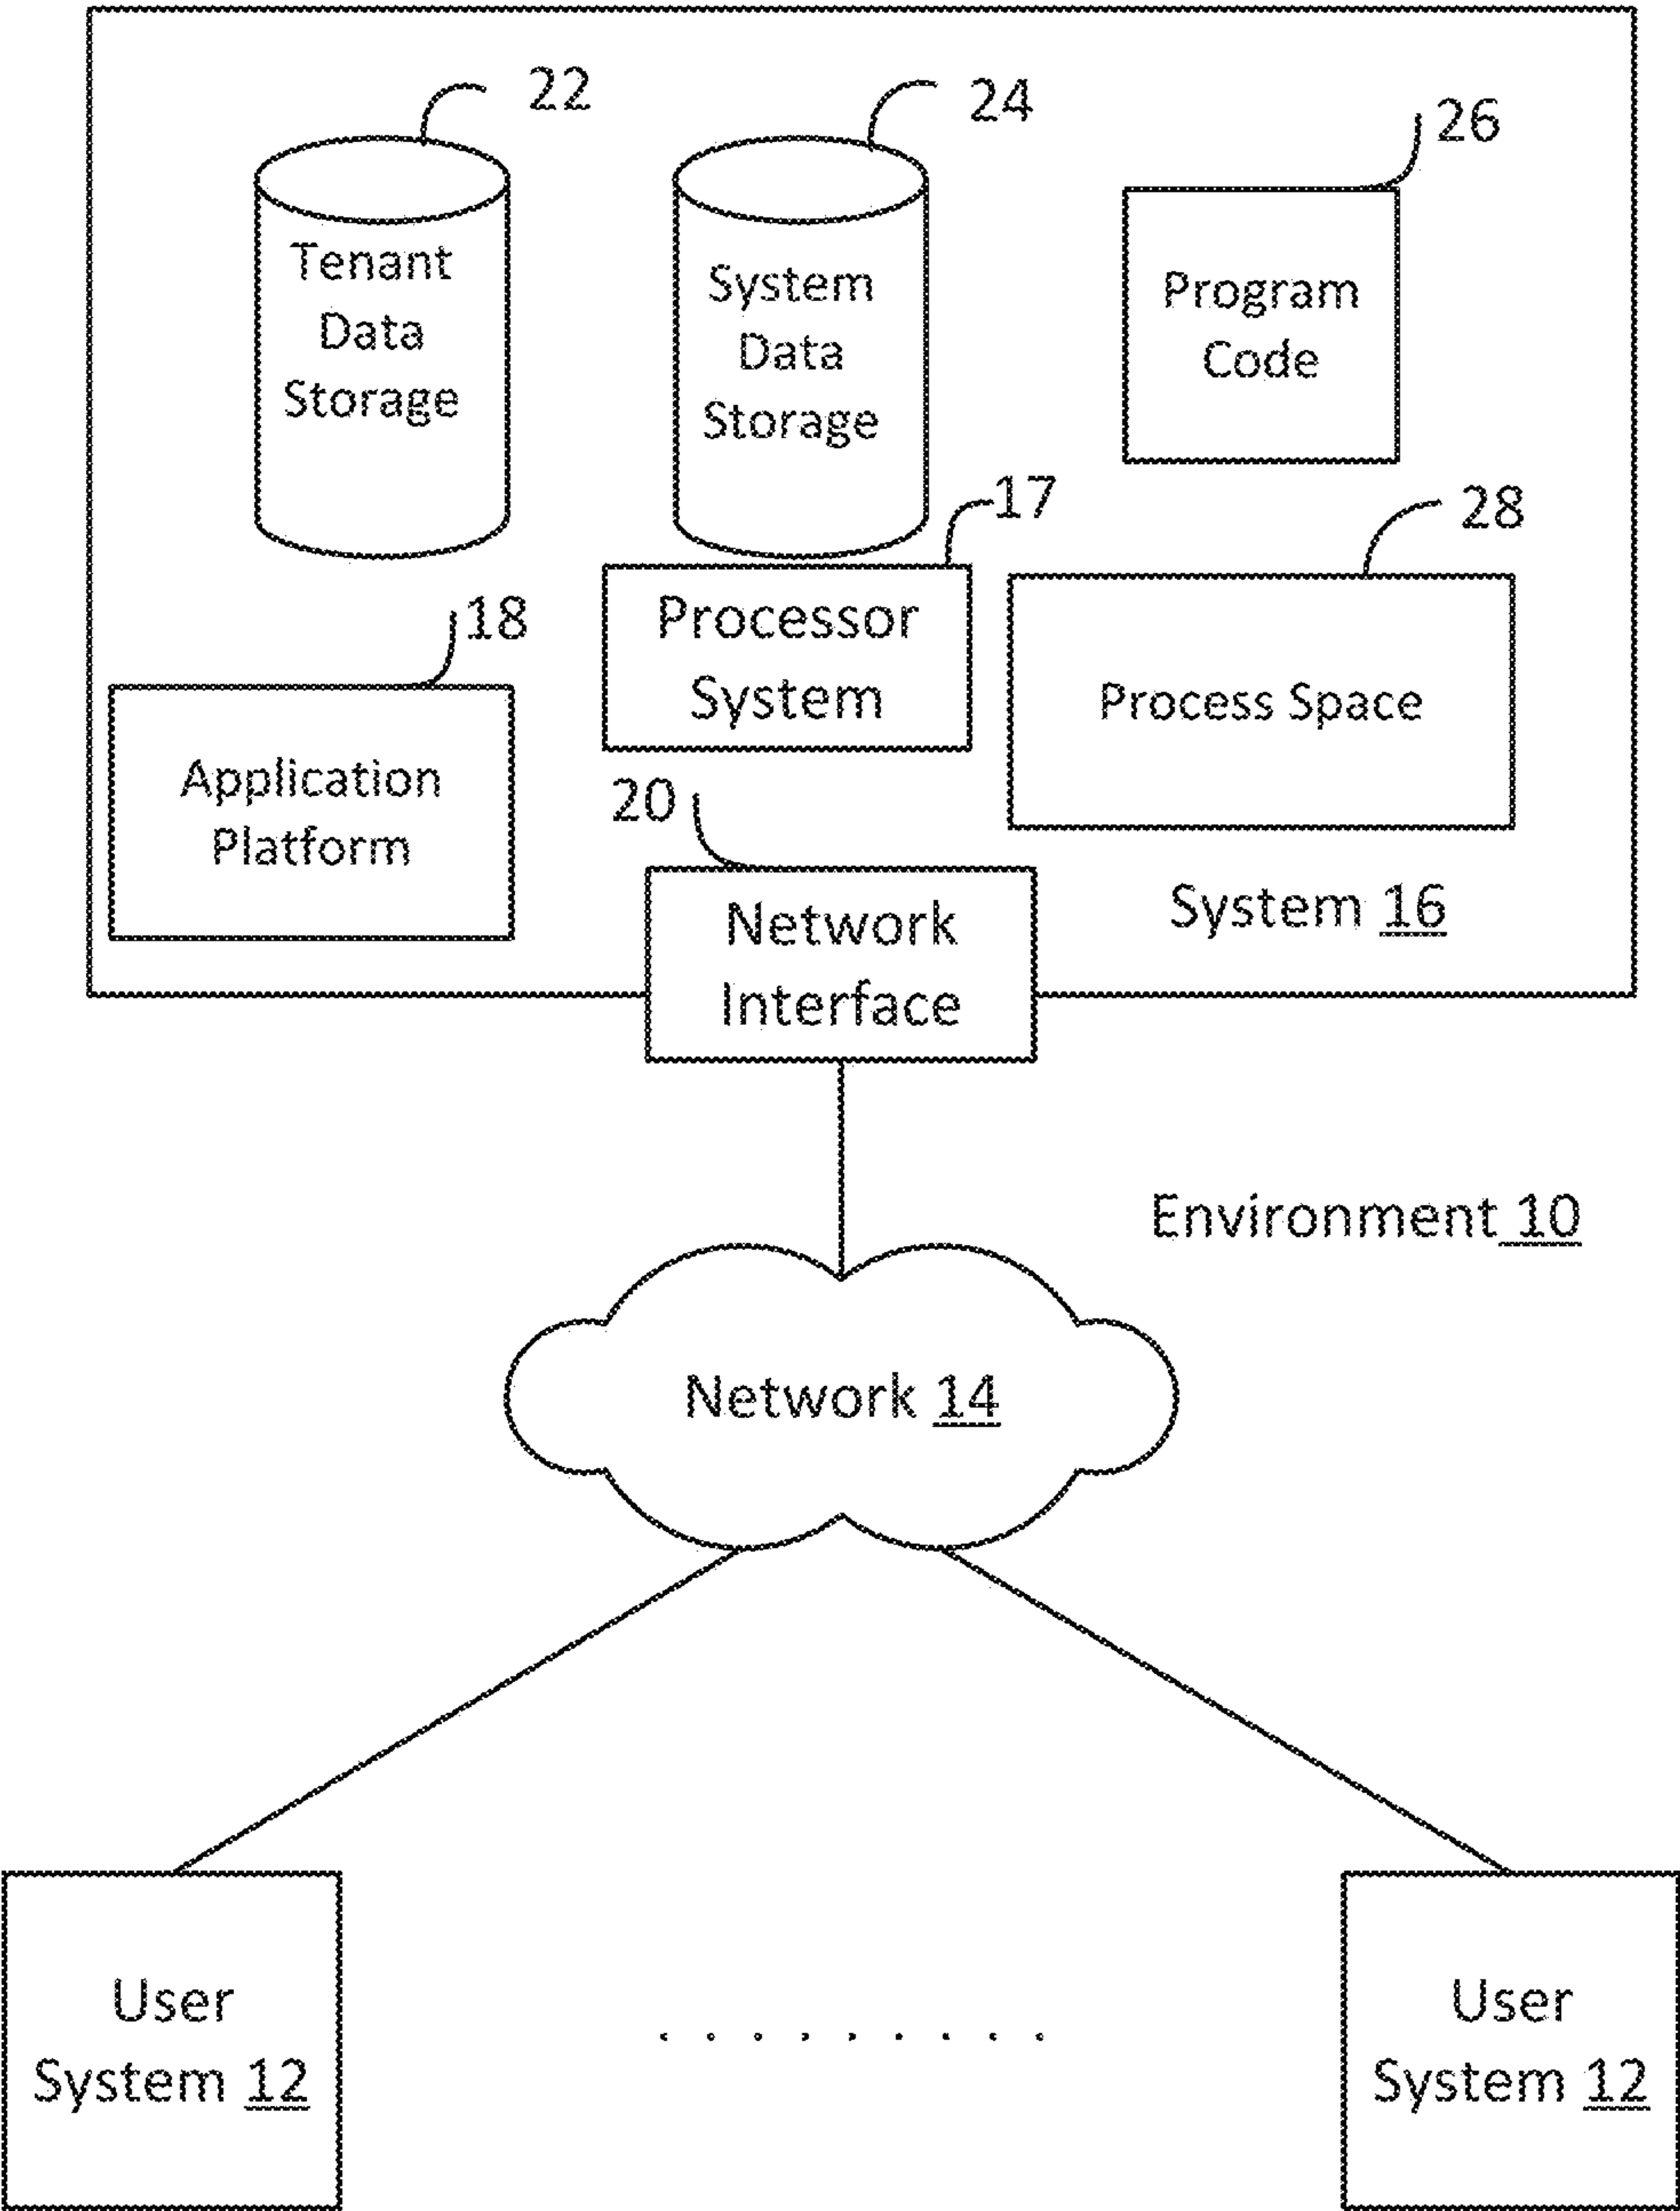 22
24
26
Tenant
Data
Storage
System
Data
Storage
Program
Code
17
28
18
Processor
System
Process Space
Application
Platform
20
Network
Interface
System 16
Environment 10
Network 14
User
System 12
. . . . . . . . .
User
System 12